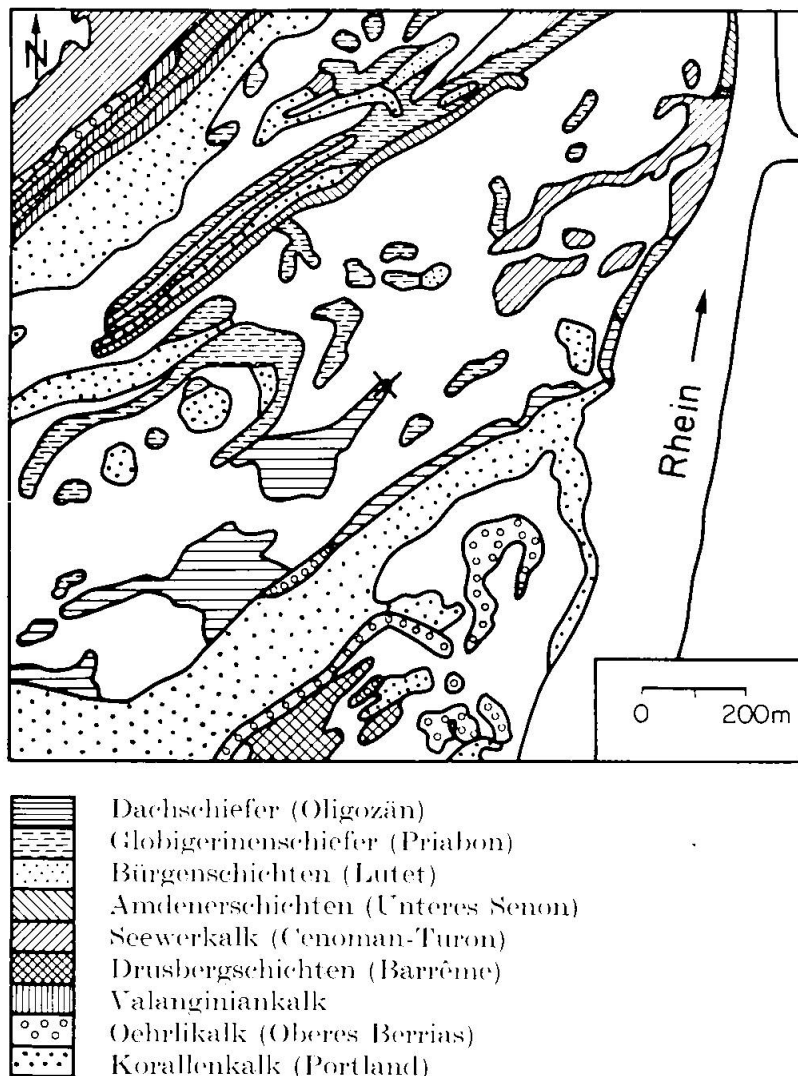 N
Rhein
0 200m
Dachschiefer (Oligozän)
Globigerinenschiefer (Priabon)
Bürgenschichten (Lutet)
Amdenerschichten (Unteres Senon)
Seewerkalk (Cenoman-Turon)
Drusbergschichten (Barrême)
Valanginiankalk
Oehrlikalk (Oberes Berrias)
Korallenkalk (Portland)